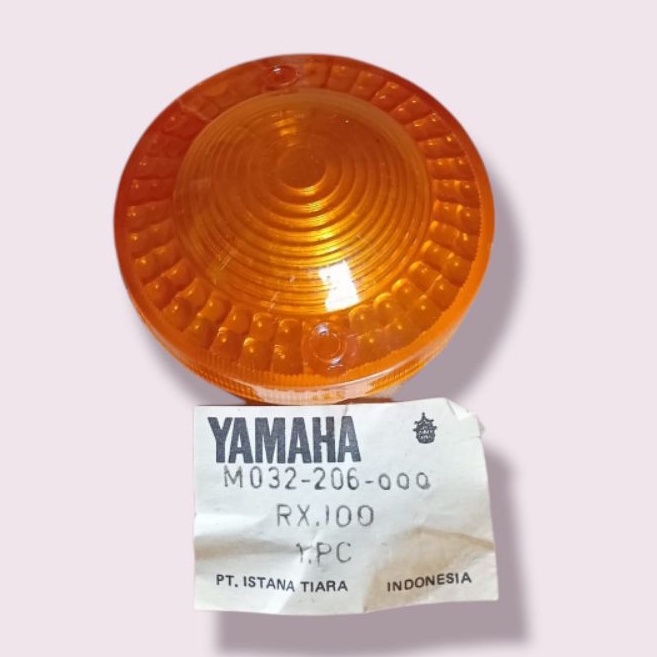 YAMAHA
M032-206-000
RX.100
1.PC
PT. ISTANA TIARA INDONESIA